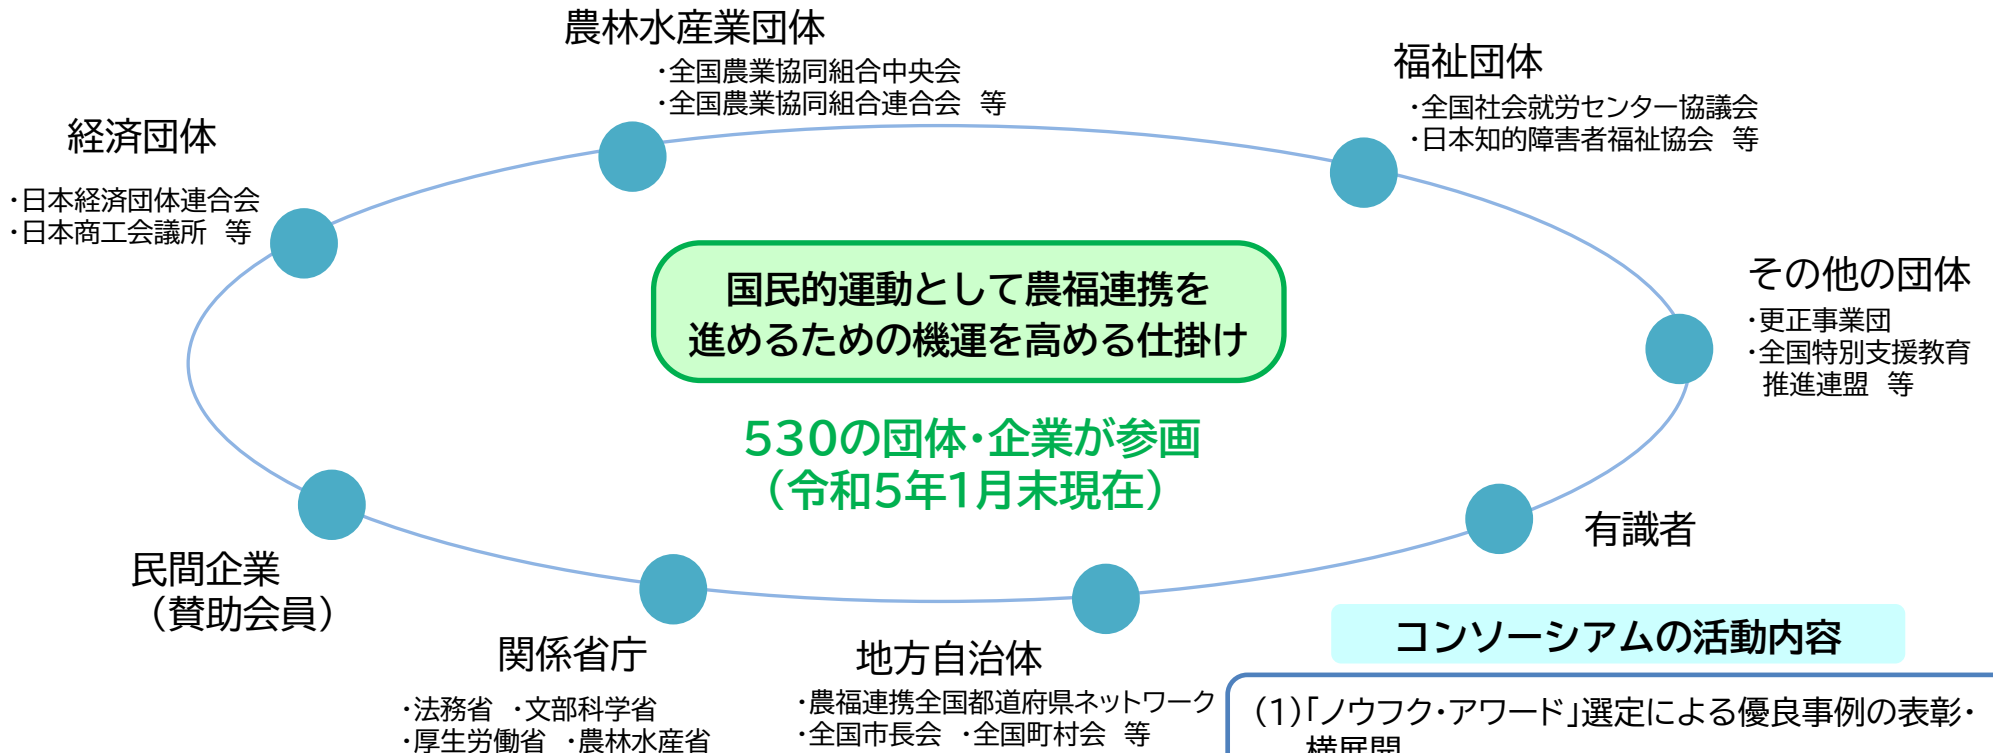 農林水産業団体
・全国農業協同組合中央会
・全国農業協同組合連合会 等
福祉団体
・全国社会就労センター協議会
・日本知的障害者福祉協会 等
経済団体
・日本経済団体連合会
・日本商工会議所 等
国民的運動として農福連携を
進めるための機運を高める仕掛け
その他の団体
・更正事業団
・全国特別支援教育
推進連盟 等
530の団体・企業が参画
（令和5年1月末現在）
有識者
民間企業
（賛助会員）
関係省庁
・法務省 ・文部科学省
・厚生労働省 ・農林水産省
地方自治体
・農福連携全国都道府県ネットワーク
・全国市長会 ・全国町村会 等
コンソーシアムの活動内容
（1）「ノウフク・アワード」選定による優良事例の表彰・
横展開